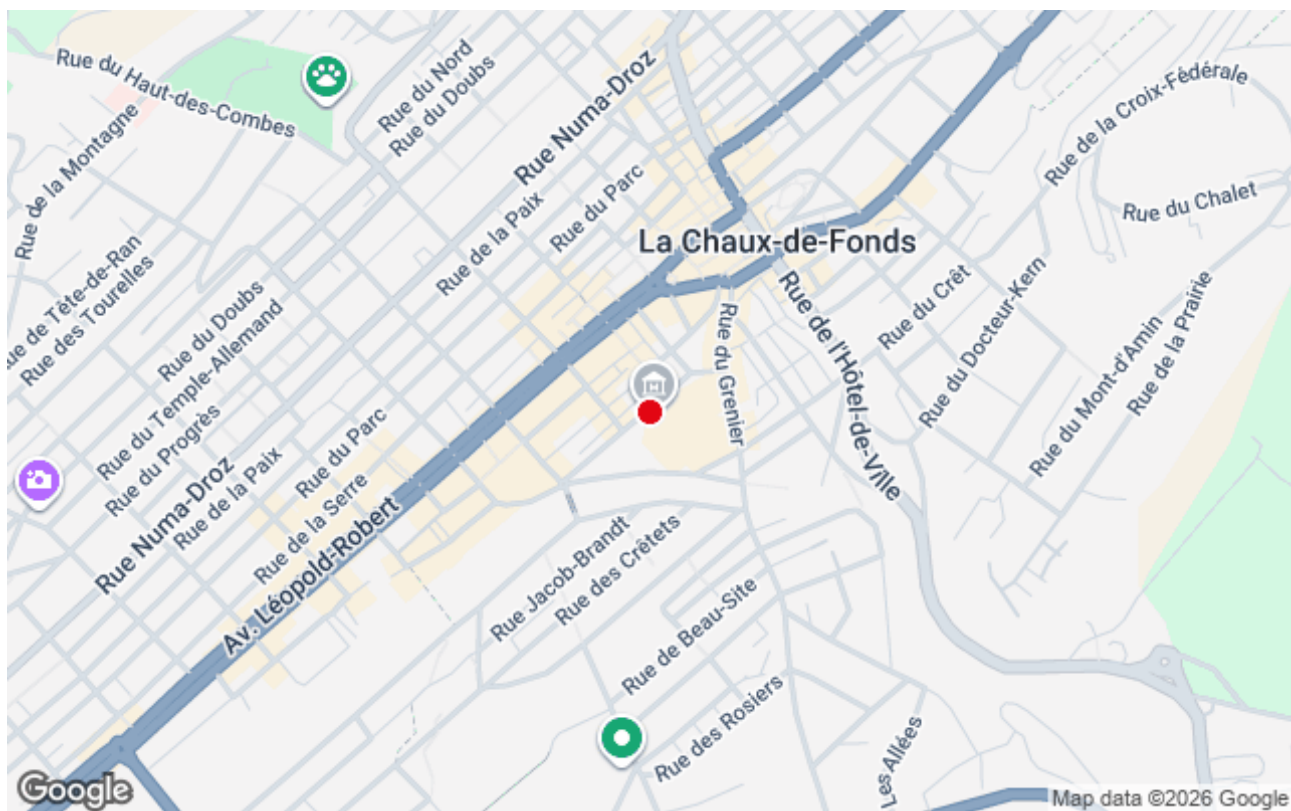 Rue du Haut-des-Combes
Rue du Nord
Rue du Doubs
Rue Numa-Droz
Rue de la Croix-Fédérale
Rue de la Montagne
Rue du Parc
Rue de la Paix
Rue du Chalet
La Chaux-de-Fonds
ue de Tête-de-Ran
Rue des Tourelles
Rue du Doubs
Rue du Temple-Allemand
Rue du Progrès
Rue Numa-Droz
Rue de la Paix
Rue du Parc
Rue de la Serre
Av. Léopold-Robert
Rue du Grenier
Rue de l'Hôtel-de-Ville
Rue du Crêt
Rue du Docteur-Kern
Rue du Mont-d'Amin
Rue de la Prairie
Rue Jacob-Brandt
Rue des Crêtets
Rue de Beau-Site
Rue des Rosiers
Les Allées
Google
Map data ©2026 Google